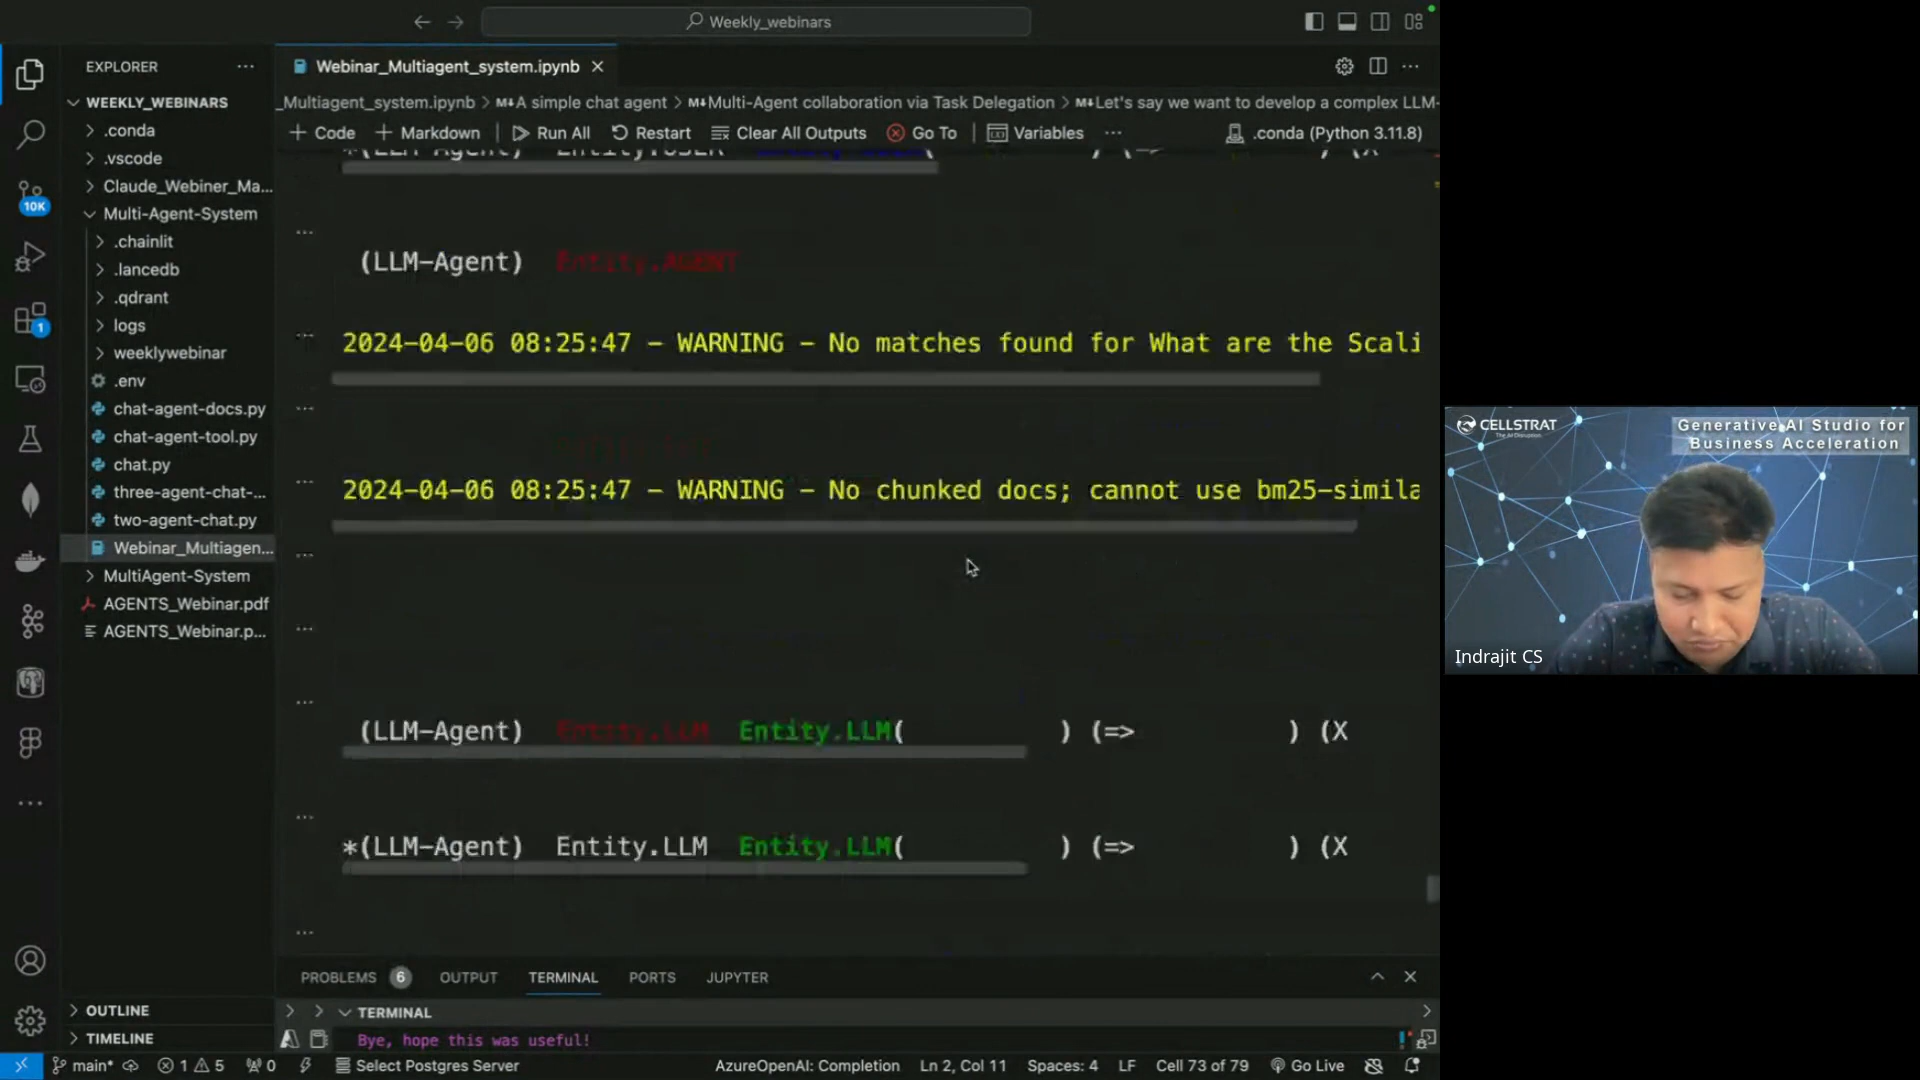 Weekly_webinars
EXPLORER
WEEKLY_WEBINARS
.conda
.vscode
Claude_Webiner_Ma...
Multi-Agent-System
.chainlit
.lancedb
.qdrant
logs
weeklywebinar
.env
chat-agent-docs.py
chat-agent-tool.py
chat.py
three-agent-chat-...
two-agent-chat.py
Webinar_Multiagen...
MultiAgent-System
AGENTS_Webinar.pdf
AGENTS_Webinar.p...
OUTLINE
TIMELINE
10K
1
Webinar_Multiagent_system.ipynb
_Multiagent_system.ipynb > M↓A simple chat agent > M↓Multi-Agent collaboration via Task Delegation > M↓Let's say we want to develop a complex LLM-
+ Code + Markdown Run All Restart Clear All Outputs Go To Variables ... .conda (Python 3.11.8)
*(LLM-Agent) Entity.USER
(LLM-Agent) Entity.AGENT
2024-04-06 08:25:47 - WARNING - No matches found for What are the Scali
2024-04-06 08:25:47 - WARNING - No chunked docs; cannot use bm25-simila
(LLM-Agent) Entity.LLM Entity.LLM( ) (=> ) (X
*(LLM-Agent) Entity.LLM Entity.LLM( ) (=> ) (X
PROBLEMS 6 OUTPUT TERMINAL PORTS JUPYTER
TERMINAL
Bye, hope this was useful!
main* 1 5 0 Select Postgres Server AzureOpenAI: Completion Ln 2, Col 11 Spaces: 4 LF Cell 73 of 79 Go Live
CELLSTRAT
Generative AI Studio for
Business Acceleration
Indrajit CS